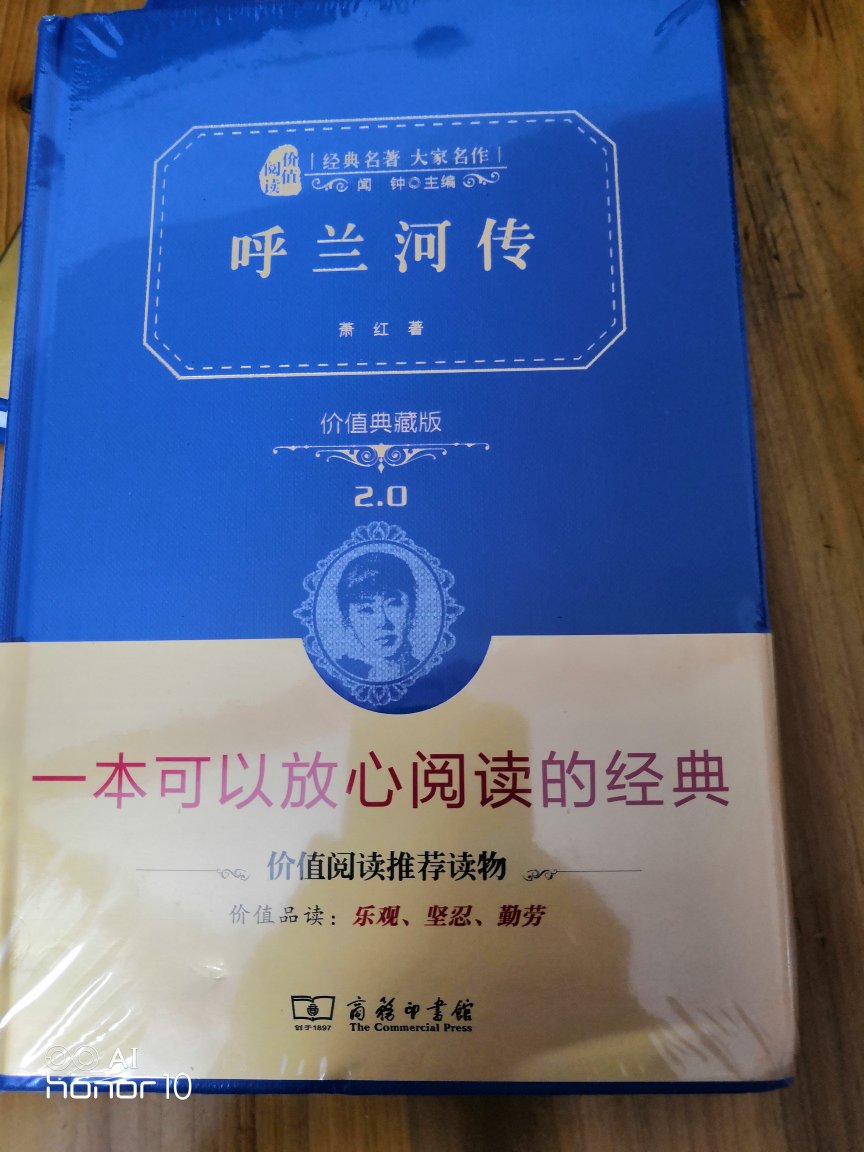 价值阅读
经典名著 大家名作
闻 钟◎主编
呼兰河传
萧红 著
价值典藏版
2.0
一本可以放心阅读的经典
价值阅读推荐读物
价值品读：乐观、坚忍、勤劳
创于1897
商務印書館
The Commercial Press
AI
honor 10